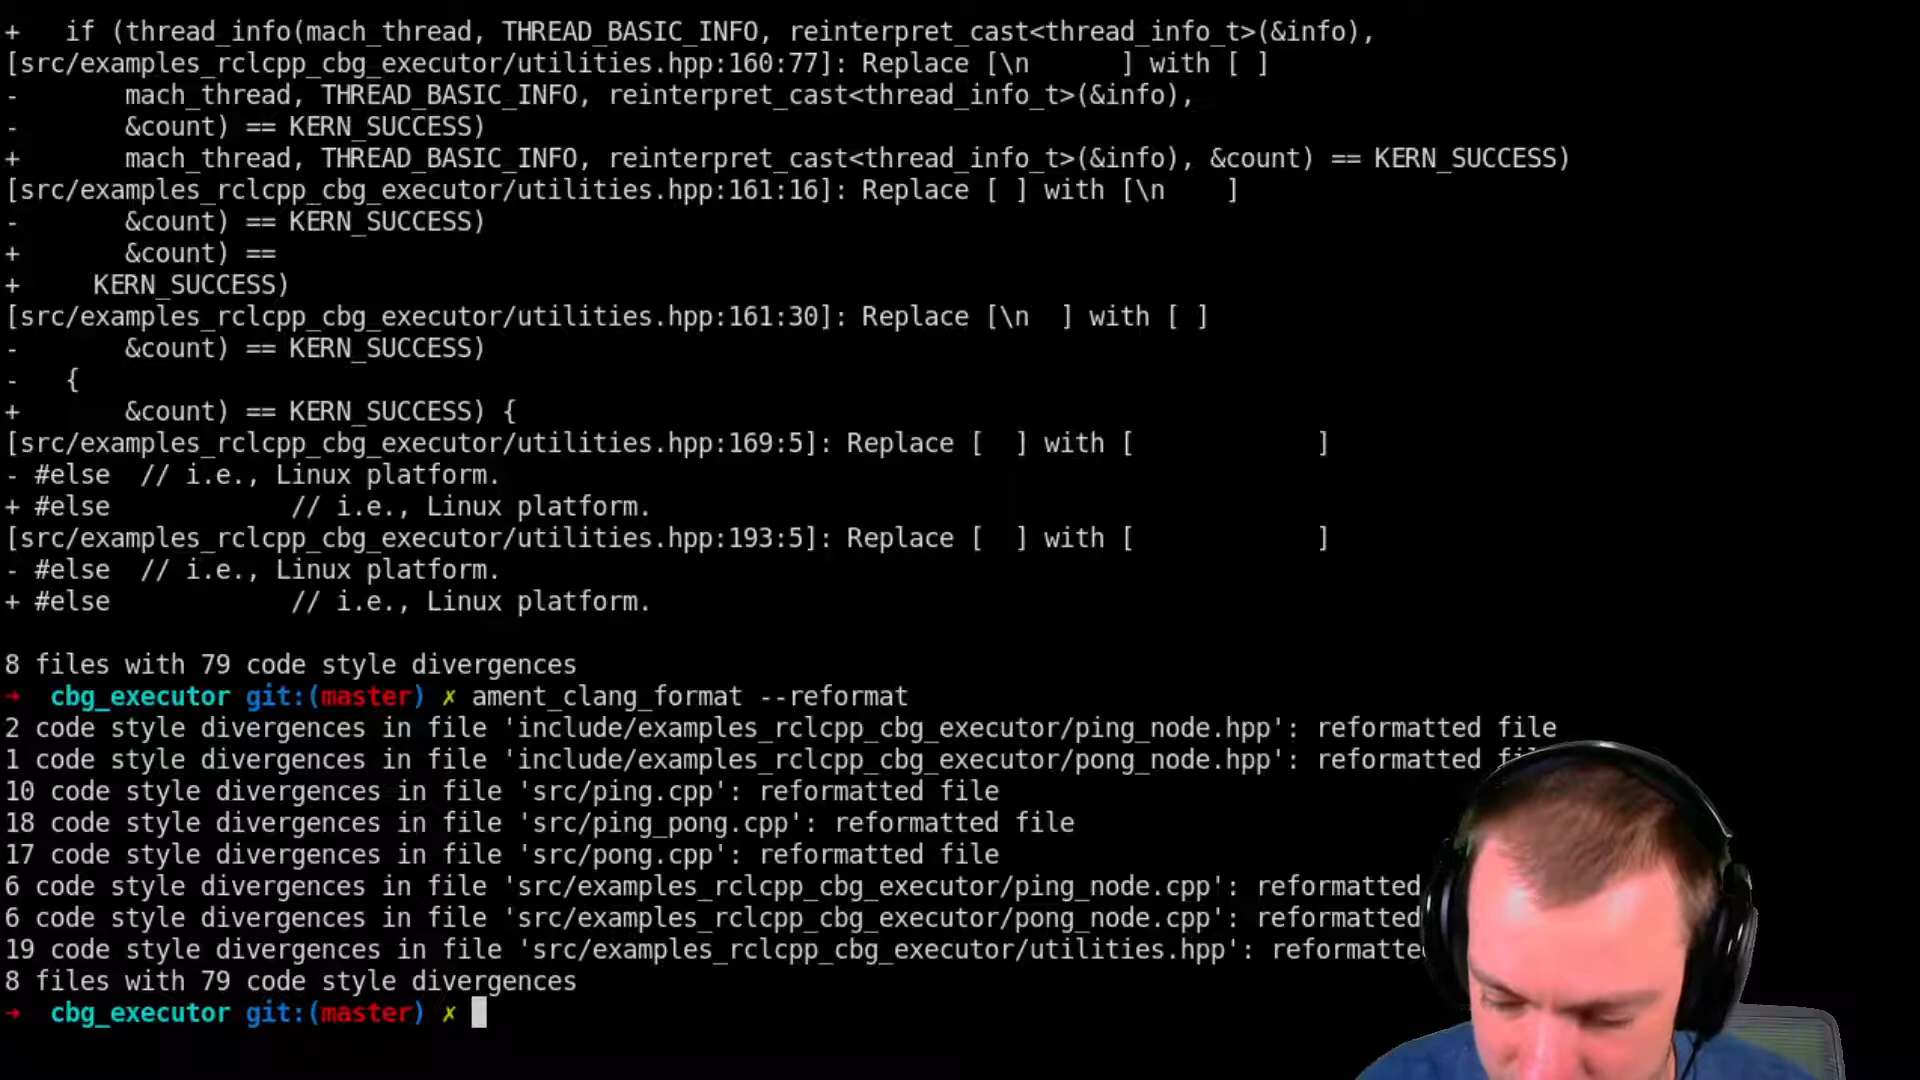 +   if (thread_info(mach_thread, THREAD_BASIC_INFO, reinterpret_cast<thread_info_t>(&info),
[src/examples_rclcpp_cbg_executor/utilities.hpp:160:77]: Replace [\n      ] with [ ]
-       mach_thread, THREAD_BASIC_INFO, reinterpret_cast<thread_info_t>(&info),
-       &count) == KERN_SUCCESS)
+       mach_thread, THREAD_BASIC_INFO, reinterpret_cast<thread_info_t>(&info), &count) == KERN_SUCCESS)
[src/examples_rclcpp_cbg_executor/utilities.hpp:161:16]: Replace [ ] with [\n    ]
-       &count) == KERN_SUCCESS)
+       &count) ==
+     KERN_SUCCESS)
[src/examples_rclcpp_cbg_executor/utilities.hpp:161:30]: Replace [\n  ] with [ ]
-       &count) == KERN_SUCCESS)
-   {
+       &count) == KERN_SUCCESS) {
[src/examples_rclcpp_cbg_executor/utilities.hpp:169:5]: Replace [  ] with [            ]
- #else  // i.e., Linux platform.
+ #else            // i.e., Linux platform.
[src/examples_rclcpp_cbg_executor/utilities.hpp:193:5]: Replace [  ] with [            ]
- #else  // i.e., Linux platform.
+ #else            // i.e., Linux platform.
8 files with 79 code style divergences
→  cbg_executor git:(master) ✗ ament_clang_format --reformat
2 code style divergences in file 'include/examples_rclcpp_cbg_executor/ping_node.hpp': reformatted file
1 code style divergences in file 'include/examples_rclcpp_cbg_executor/pong_node.hpp': reformatted
10 code style divergences in file 'src/ping.cpp': reformatted file
18 code style divergences in file 'src/ping_pong.cpp': reformatted file
17 code style divergences in file 'src/pong.cpp': reformatted file
6 code style divergences in file 'src/examples_rclcpp_cbg_executor/ping_node.cpp': reformatted
6 code style divergences in file 'src/examples_rclcpp_cbg_executor/pong_node.cpp': reformatted
19 code style divergences in file 'src/examples_rclcpp_cbg_executor/utilities.hpp': reformatte
8 files with 79 code style divergences
→  cbg_executor git:(master) ✗